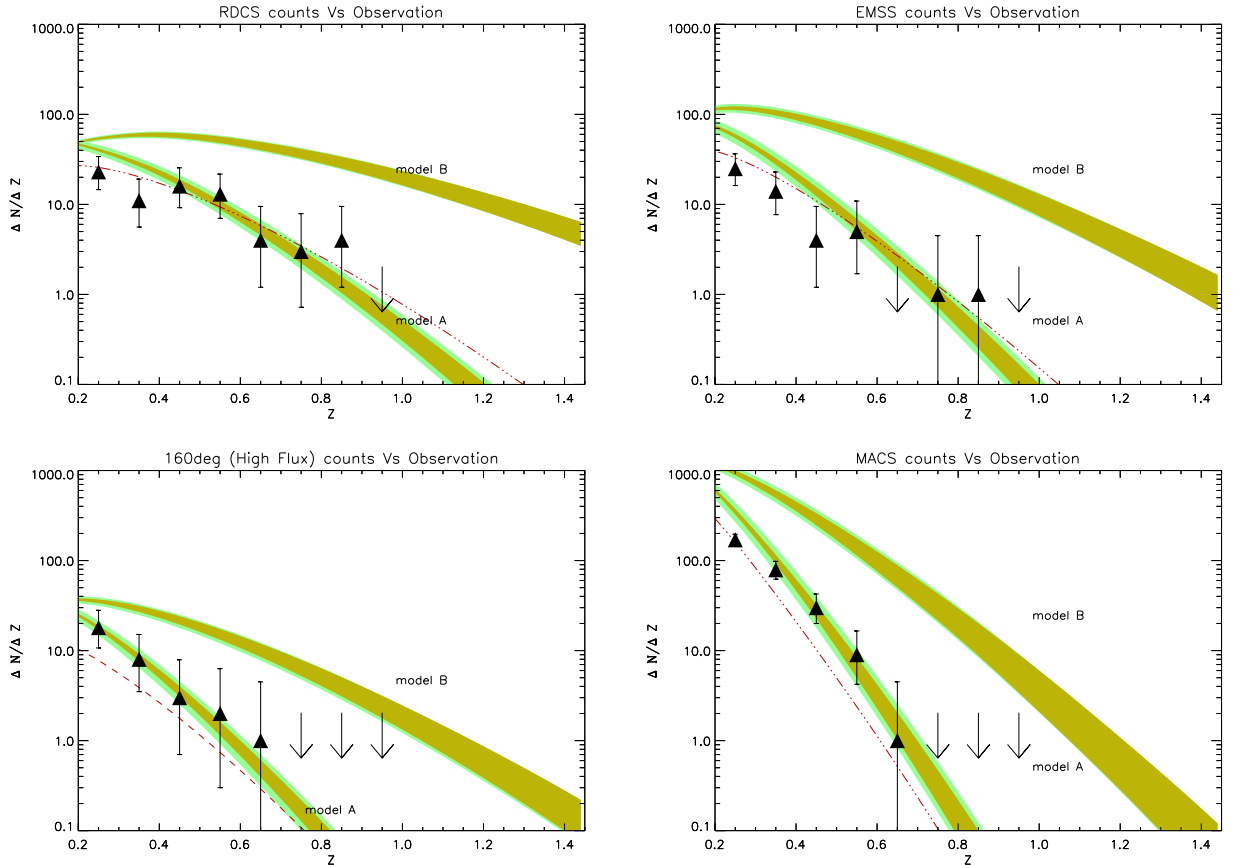 RDCS counts Vs Observation
1000.0
100.0
10.0
1.0
0.1
Δ N/Δ Z
model B
model A
0.2 0.4 0.6 0.8 1.0 1.2 1.4
Z
EMSS counts Vs Observation
1000.0
100.0
10.0
1.0
0.1
Δ N/Δ Z
model B
model A
0.2 0.4 0.6 0.8 1.0 1.2 1.4
Z
160deg (High Flux) counts Vs Observation
1000.0
100.0
10.0
1.0
0.1
Δ N/Δ Z
model B
model A
0.2 0.4 0.6 0.8 1.0 1.2 1.4
Z
MACS counts Vs Observation
1000.0
100.0
10.0
1.0
0.1
Δ N/Δ Z
model B
model A
0.2 0.4 0.6 0.8 1.0 1.2 1.4
Z